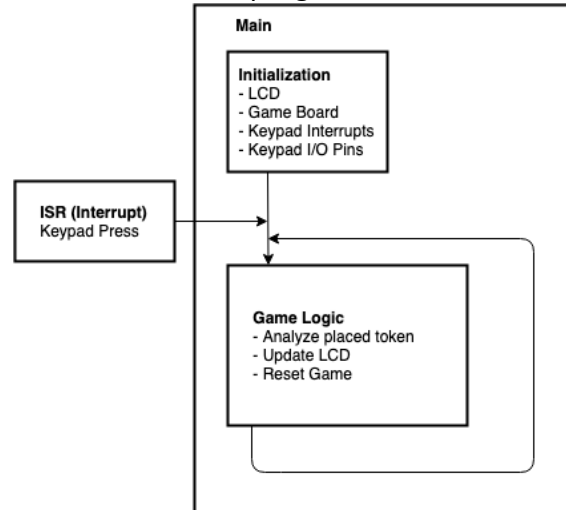 Main
Initialization
- LCD
- Game Board
- Keypad Interrupts
- Keypad I/O Pins
ISR (Interrupt)
Keypad Press
Game Logic
- Analyze placed token
- Update LCD
- Reset Game